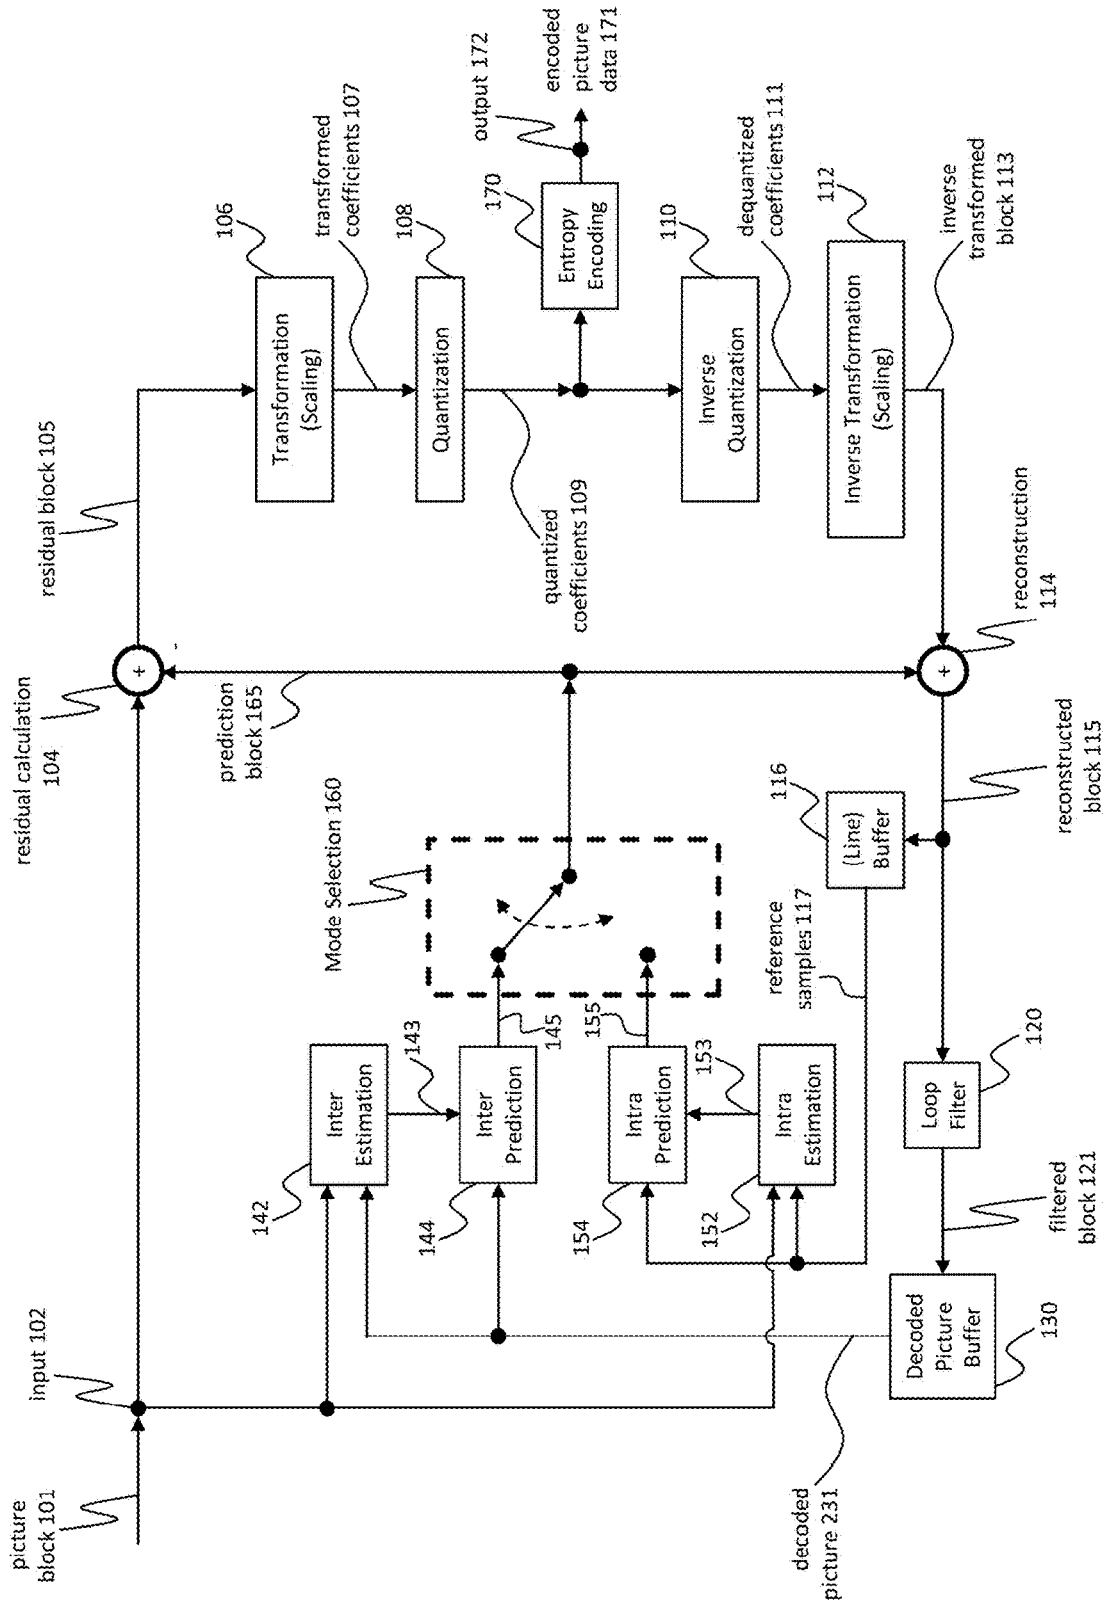 picture
block 101
input 102
residual calculation
104
residual block 105
106
Transformation
(Scaling)
transformed
coefficients 107
108
Quantization
quantized
coefficients 109
170
Entropy
Encoding
output 172
encoded
picture
data 171
110
Inverse
Quantization
dequantized
coefficients 111
112
Inverse Transformation
(Scaling)
inverse
transformed
block 113
+
+
prediction
block 165
reconstruction
114
Mode Selection 160
142
Inter
Estimation
143
144
Inter
Prediction
145
154
Intra
Prediction
155
153
152
Intra
Estimation
reference
samples 117
116
(Line)
Buffer
reconstructed
block 115
120
Loop
Filter
filtered
block 121
Decoded
Picture
Buffer
130
decoded
picture 231